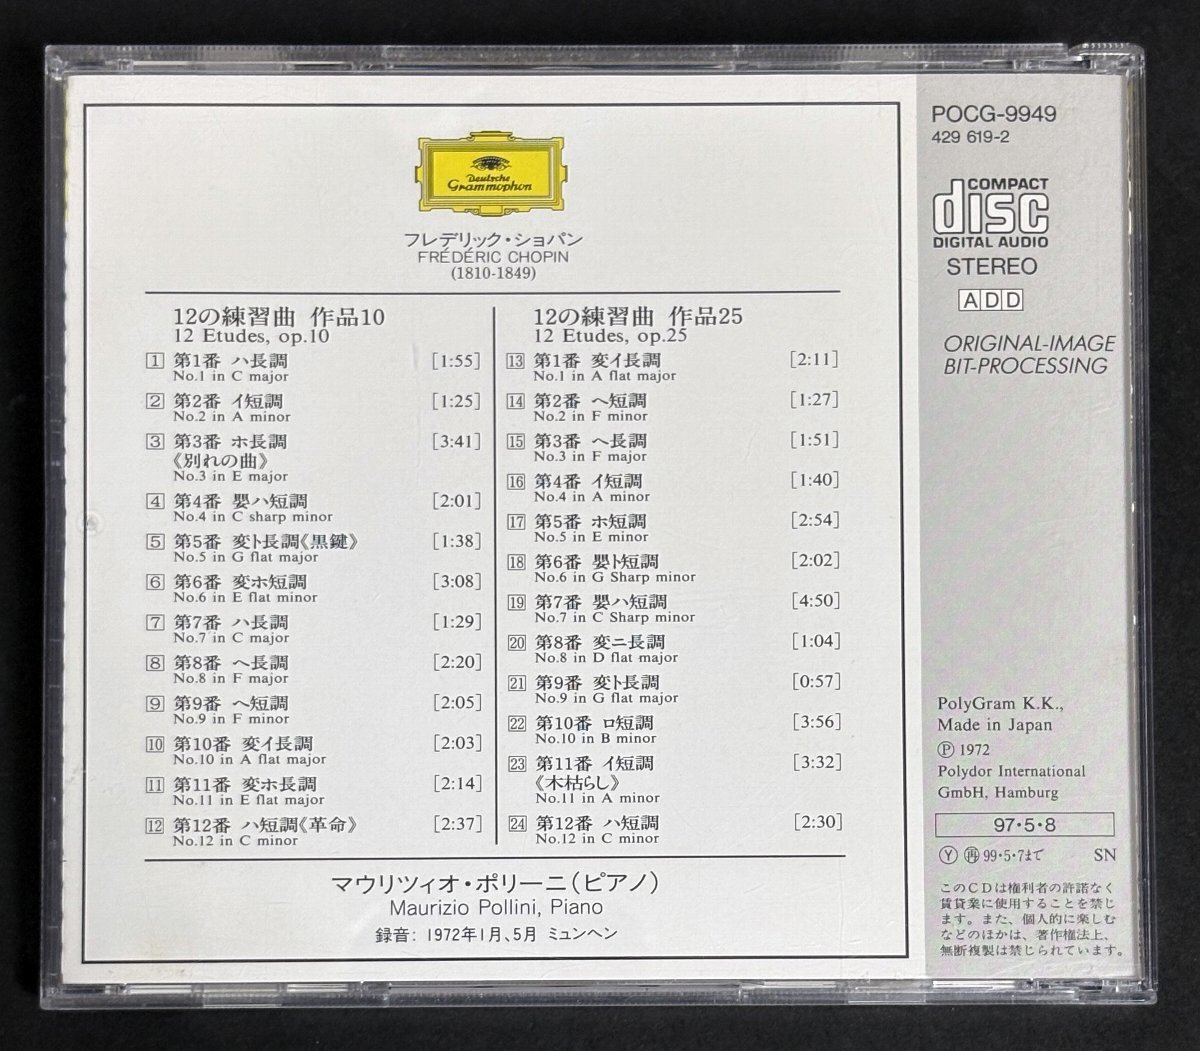 Deutsche
Grammophon
フレデリック・ショパン
FRÉDÉRIC CHOPIN
(1810-1849)
12の練習曲 作品10
12 Etudes, op.10
1 第1番 ハ長調 [1:55]
No.1 in C major
2 第2番 イ短調 [1:25]
No.2 in A minor
3 第3番 ホ長調 [3:41]
《別れの曲》
No.3 in E major
4 第4番 嬰ハ短調 [2:01]
No.4 in C sharp minor
5 第5番 変ト長調《黒鍵》 [1:38]
No.5 in G flat major
6 第6番 変ホ短調 [3:08]
No.6 in E flat minor
7 第7番 ハ長調 [1:29]
No.7 in C major
8 第8番 ヘ長調 [2:20]
No.8 in F major
9 第9番 ヘ短調 [2:05]
No.9 in F minor
10 第10番 変イ長調 [2:03]
No.10 in A flat major
11 第11番 変ホ長調 [2:14]
No.11 in E flat major
12 第12番 ハ短調《革命》 [2:37]
No.12 in C minor
12の練習曲 作品25
12 Etudes, op.25
13 第1番 変イ長調 [2:11]
No.1 in A flat major
14 第2番 ヘ短調 [1:27]
No.2 in F minor
15 第3番 ヘ長調 [1:51]
No.3 in F major
16 第4番 イ短調 [1:40]
No.4 in A minor
17 第5番 ホ短調 [2:54]
No.5 in E minor
18 第6番 嬰ト短調 [2:02]
No.6 in G Sharp minor
19 第7番 嬰ハ短調 [4:50]
No.7 in C Sharp minor
20 第8番 変ニ長調 [1:04]
No.8 in D flat major
21 第9番 変ト長調 [0:57]
No.9 in G flat major
22 第10番 ロ短調 [3:56]
No.10 in B minor
23 第11番 イ短調 [3:32]
《木枯らし》
No.11 in A minor
24 第12番 ハ短調 [2:30]
No.12 in C minor
マウリツィオ・ポリーニ(ピアノ)
Maurizio Pollini, Piano
録音: 1972年1月、5月 ミュンヘン
POCG-9949
429 619-2
COMPACT
disc
DIGITAL AUDIO
STEREO
ADD
ORIGINAL-IMAGE
BIT-PROCESSING
PolyGram K.K.,
Made in Japan
Ⓟ 1972
Polydor International
GmbH, Hamburg
97・5・8
Ⓨ ㊢ 99・5・7まで SN
このCDは権利者の許諾なく
賃貸業に使用することを禁じ
ます。また、個人的に楽しむ
などのほかは、著作権法上、
無断複製は禁じられています。